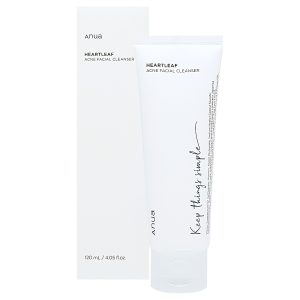 anua
HEARTLEAF
ACNE FACIAL CLEANSER
120 mL / 4.05 fl.oz.
HEARTLEAF
ACNE FACIAL CLEANSER
Keep things simple
anua